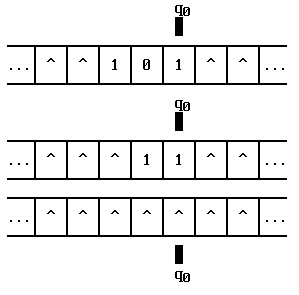 q0
... ^ ^ 1 0 1 ^ ^ ...
q0
... ^ ^ ^ 1 1 ^ ^ ...
... ^ ^ ^ ^ ^ ^ ^ ...
q0